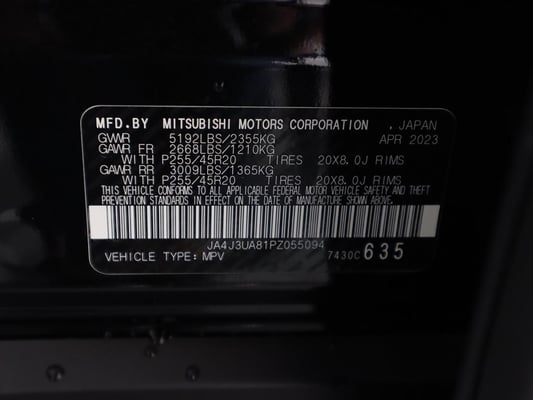 MFD.BY MITSUBISHI MOTORS CORPORATION , JAPAN
GVWR 5192LBS/2355KG APR 2023
GAWR FR 2668LBS/1210KG
WITH P255/45R20 TIRES 20X8.0J RIMS
GAWR RR 3009LBS/1365KG
WITH P255/45R20 TIRES 20X8.0J RIMS
THIS VEHICLE CONFORMS TO ALL APPLICABLE FEDERAL MOTOR VEHICLE SAFETY AND THEFT
PREVENTION STANDARDS IN EFFECT ON THE DATE OF MANUFACTURE SHOWN ABOVE.
JA4J3UA81PZ055094
VEHICLE TYPE: MPV 7430C 635